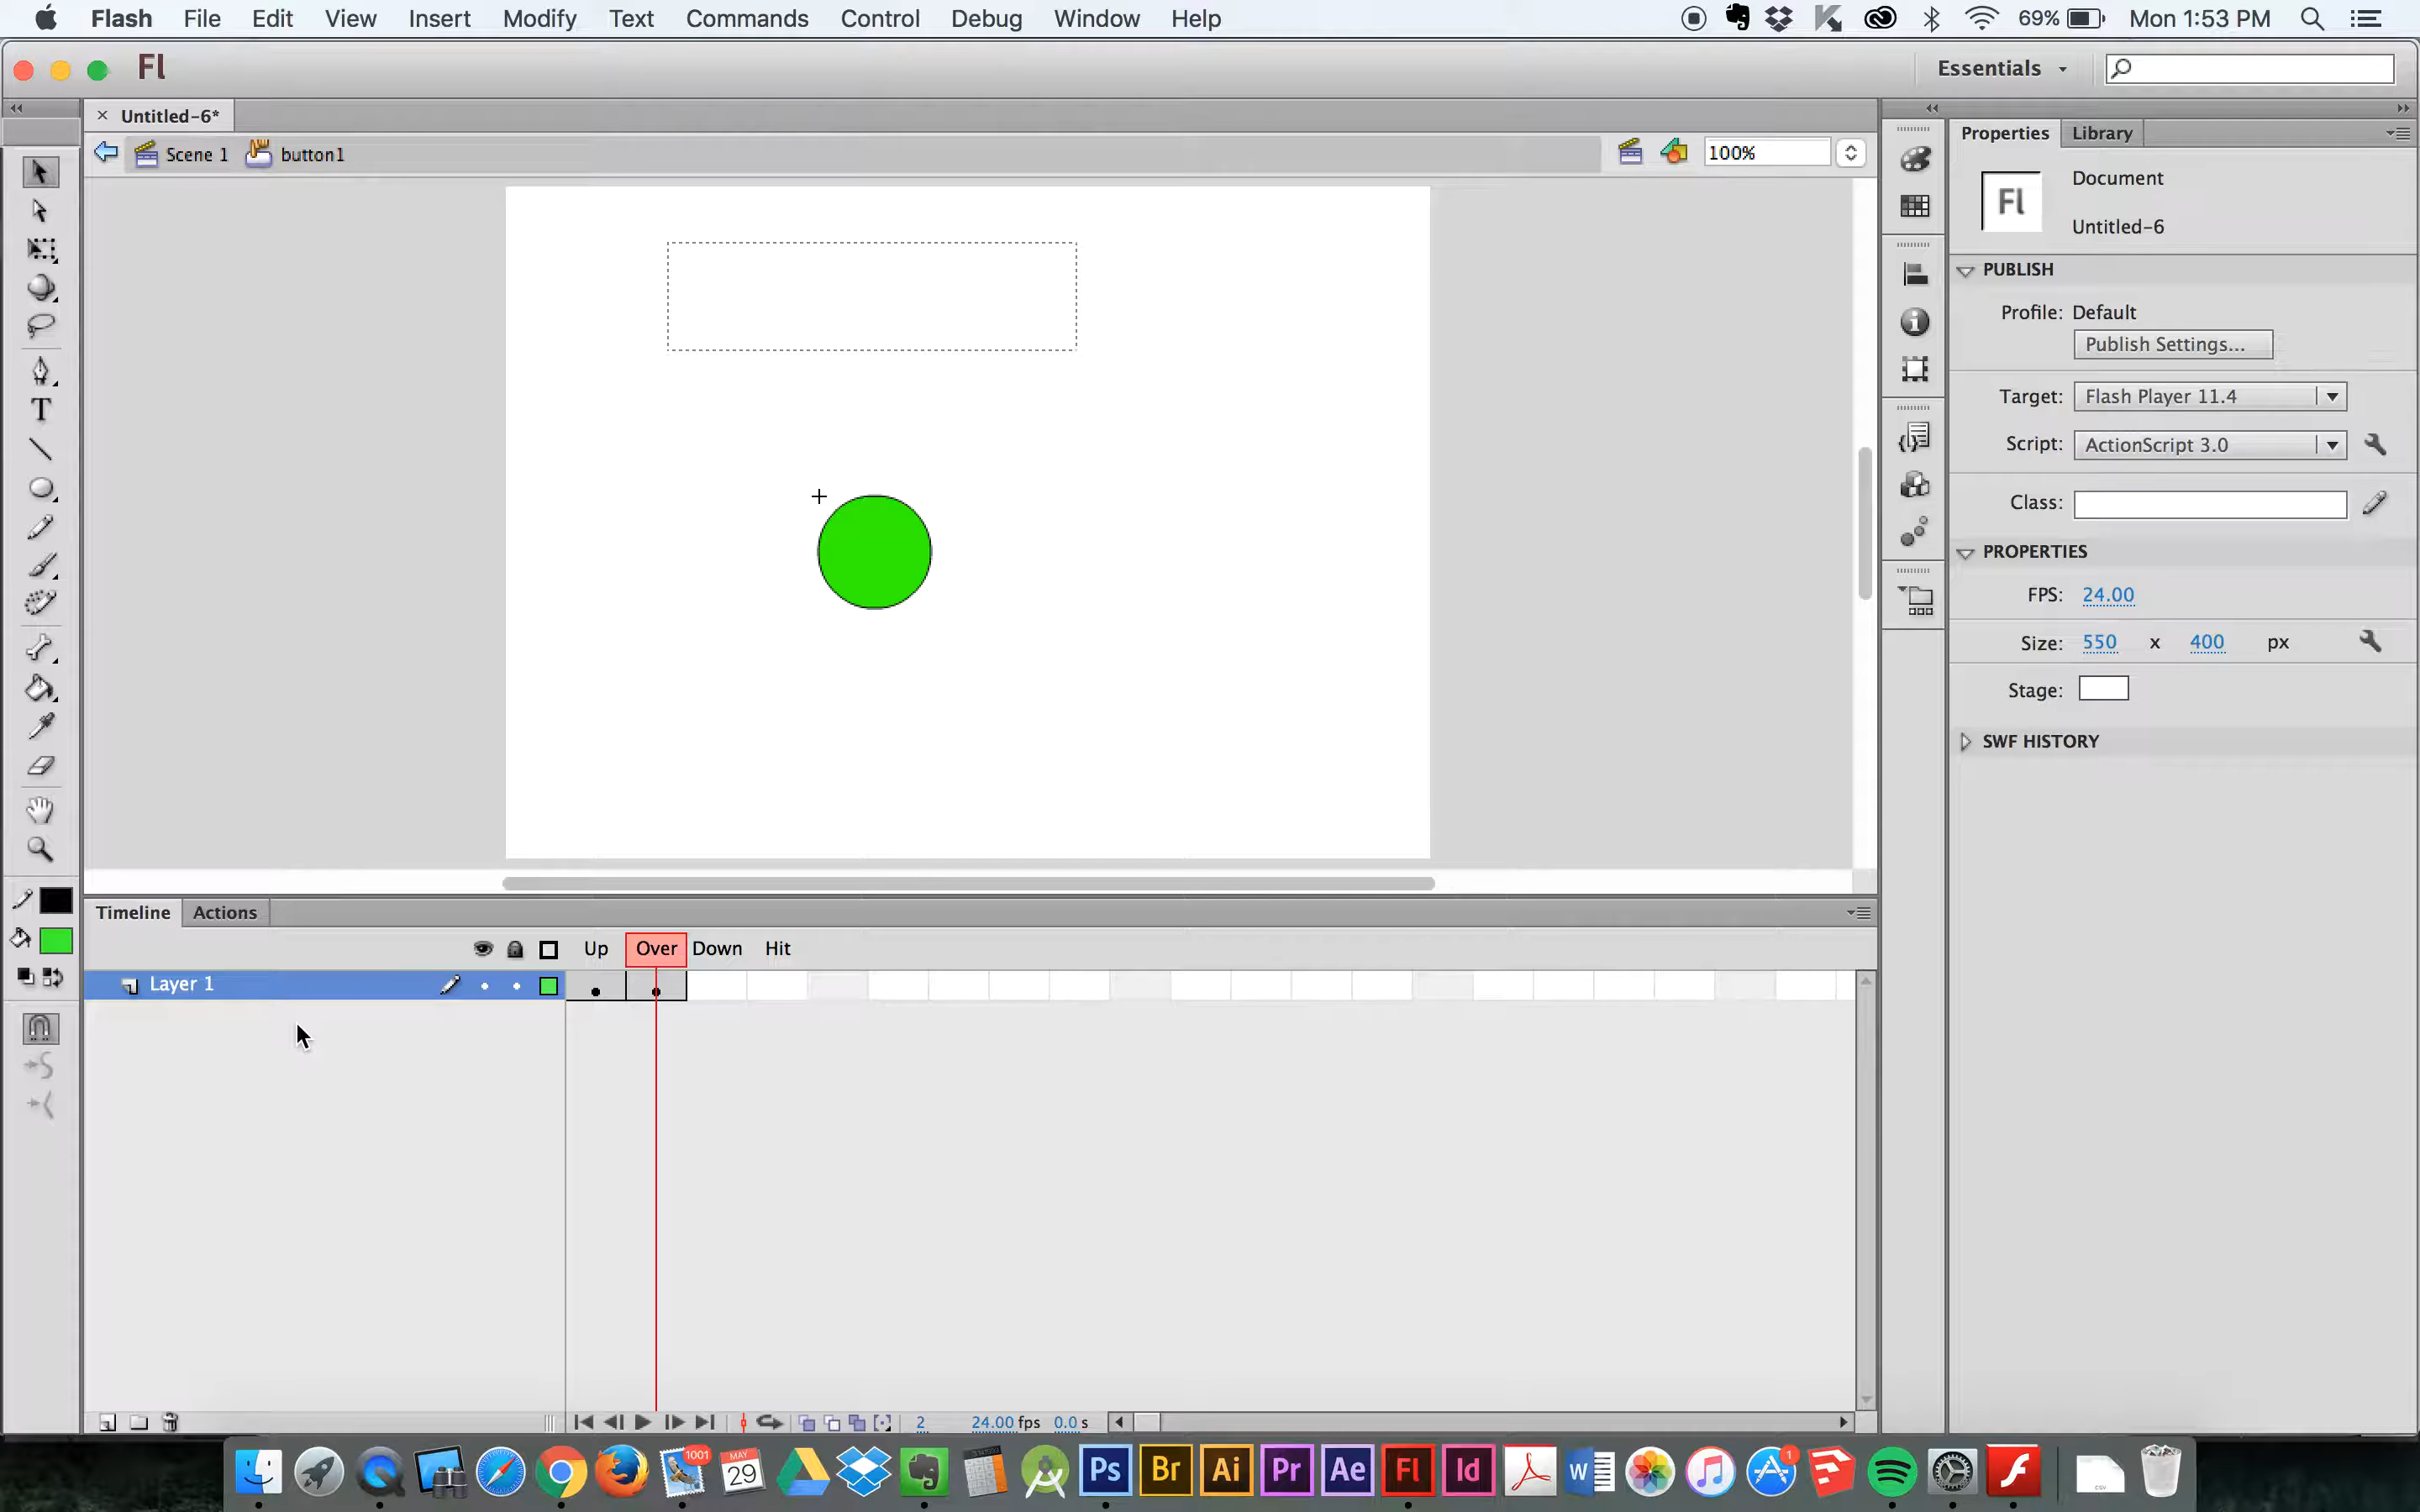 Flash File Edit View Insert Modify Text Commands Control Debug Window Help 69% Mon 1:53 PM
Fl Essentials
Untitled-6*
Scene 1 button1 100%
Properties Library
Fl Document
Untitled-6
PUBLISH
Profile: Default
Publish Settings...
Target: Flash Player 11.4
Script: ActionScript 3.0
Class:
PROPERTIES
FPS: 24.00
Size: 550 x 400 px
Stage:
SWF HISTORY
T
Timeline Actions
Up Over Down Hit
Layer 1
2 24.00 fps 0.0 s
1001 MAY 29 Ps Br Ai Pr Ae Fl Id W 1